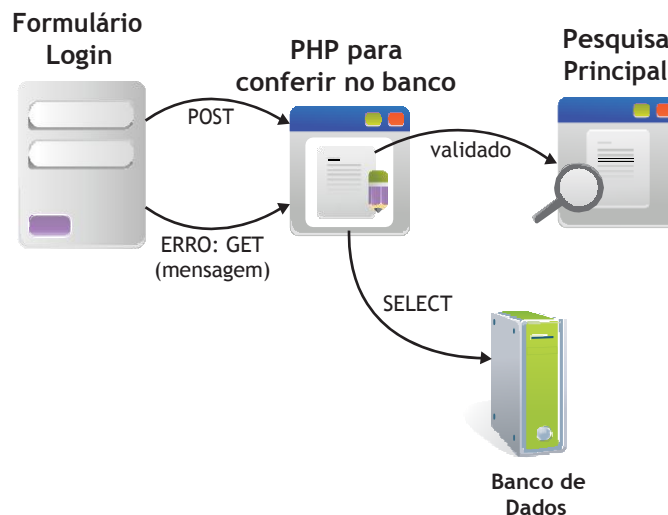 Formulário
Login
PHP para
conferir no banco
Pesquisa
Principal
POST
validado
ERRO: GET
(mensagem)
SELECT
Banco de
Dados